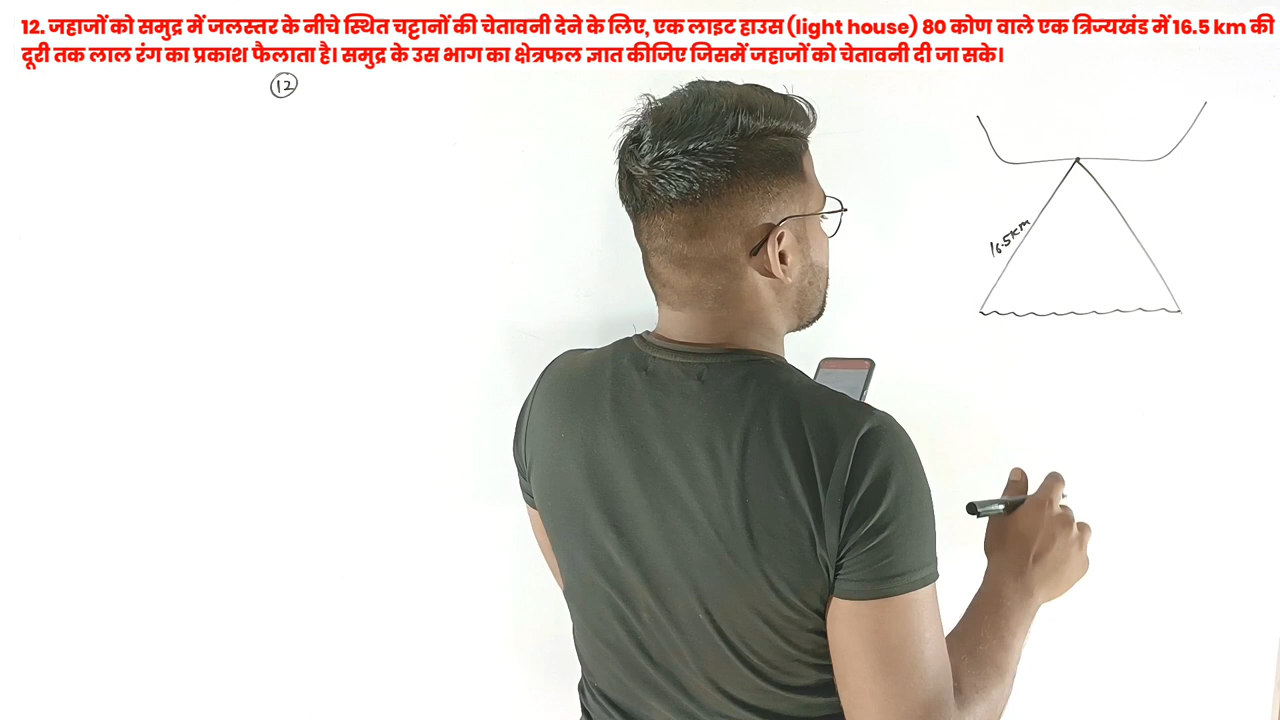 12. जहाजों को समुद्र में जलस्तर के नीचे स्थित चट्टानों की चेतावनी देने के लिए, एक लाइट हाउस (light house) 80 कोण वाले एक त्रिज्यखंड में 16.5 km की
दूरी तक लाल रंग का प्रकाश फैलाता है। समुद्र के उस भाग का क्षेत्रफल ज्ञात कीजिए जिसमें जहाजों को चेतावनी दी जा सके।
12
16.5km